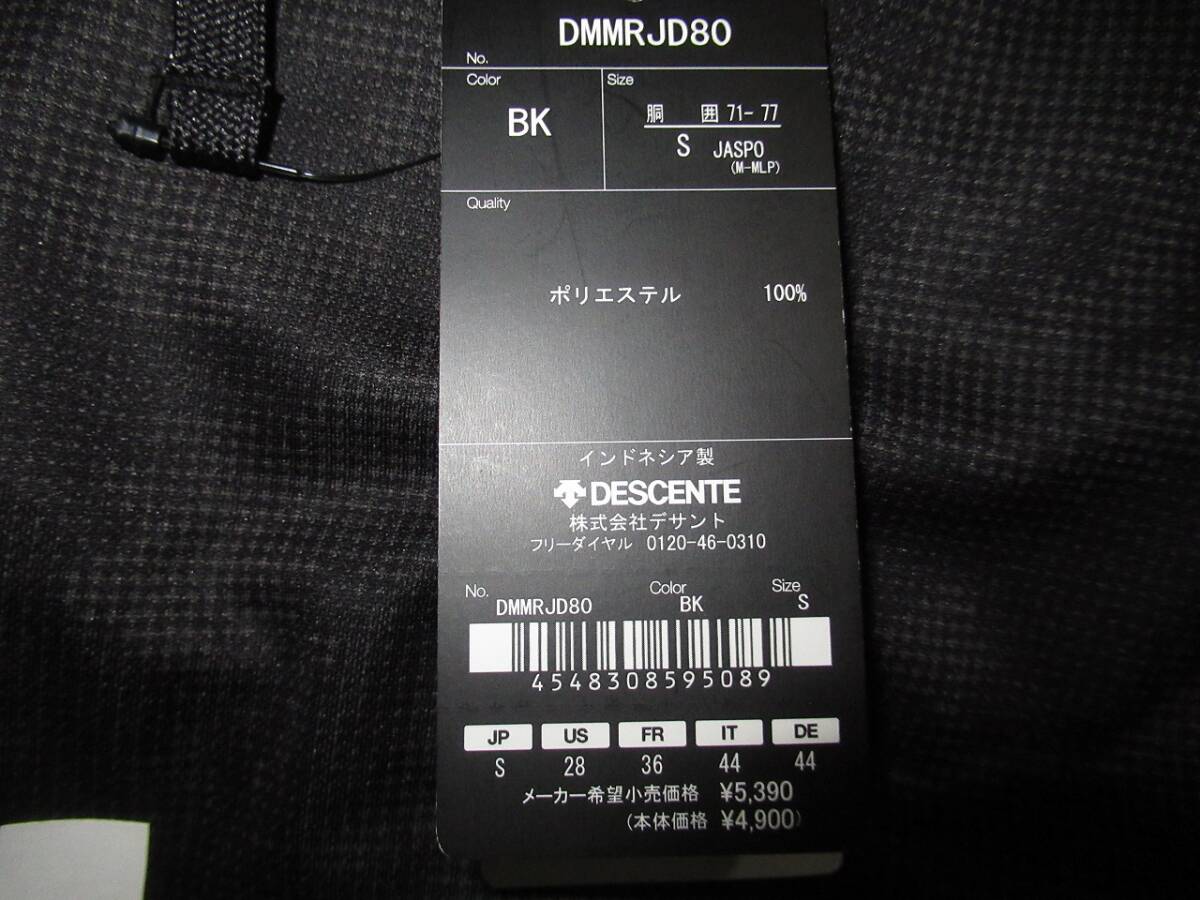 DMMRJD80
No.
Color
Size
BK
胴 囲 71-77
S JASPO
(M-MLP)
Quality
ポリエステル 100%
インドネシア製
DESCENTE
株式会社デサント
フリーダイヤル 0120-46-0310
No. Color Size
DMMRJD80 BK S
4548308595089
JP US FR IT DE
S 28 36 44 44
メーカー希望小売価格 ¥5,390
(本体価格 ¥4,900)